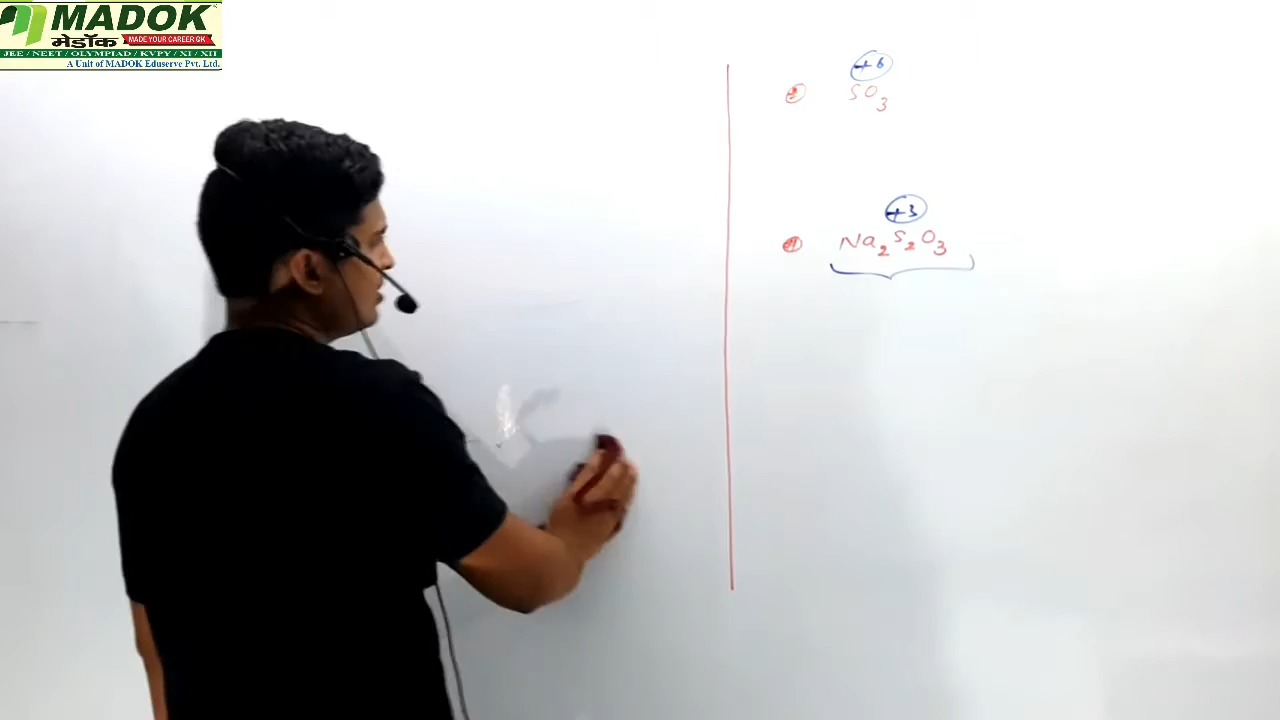 MADOK
मेडॉक MADE YOUR CAREER GK
JEE / NEET / OLYMPIAD / KVPY / XI / XII
A Unit of MADOK Eduserve Pvt. Ltd.
+6
SO3
+3
Na2S2O3